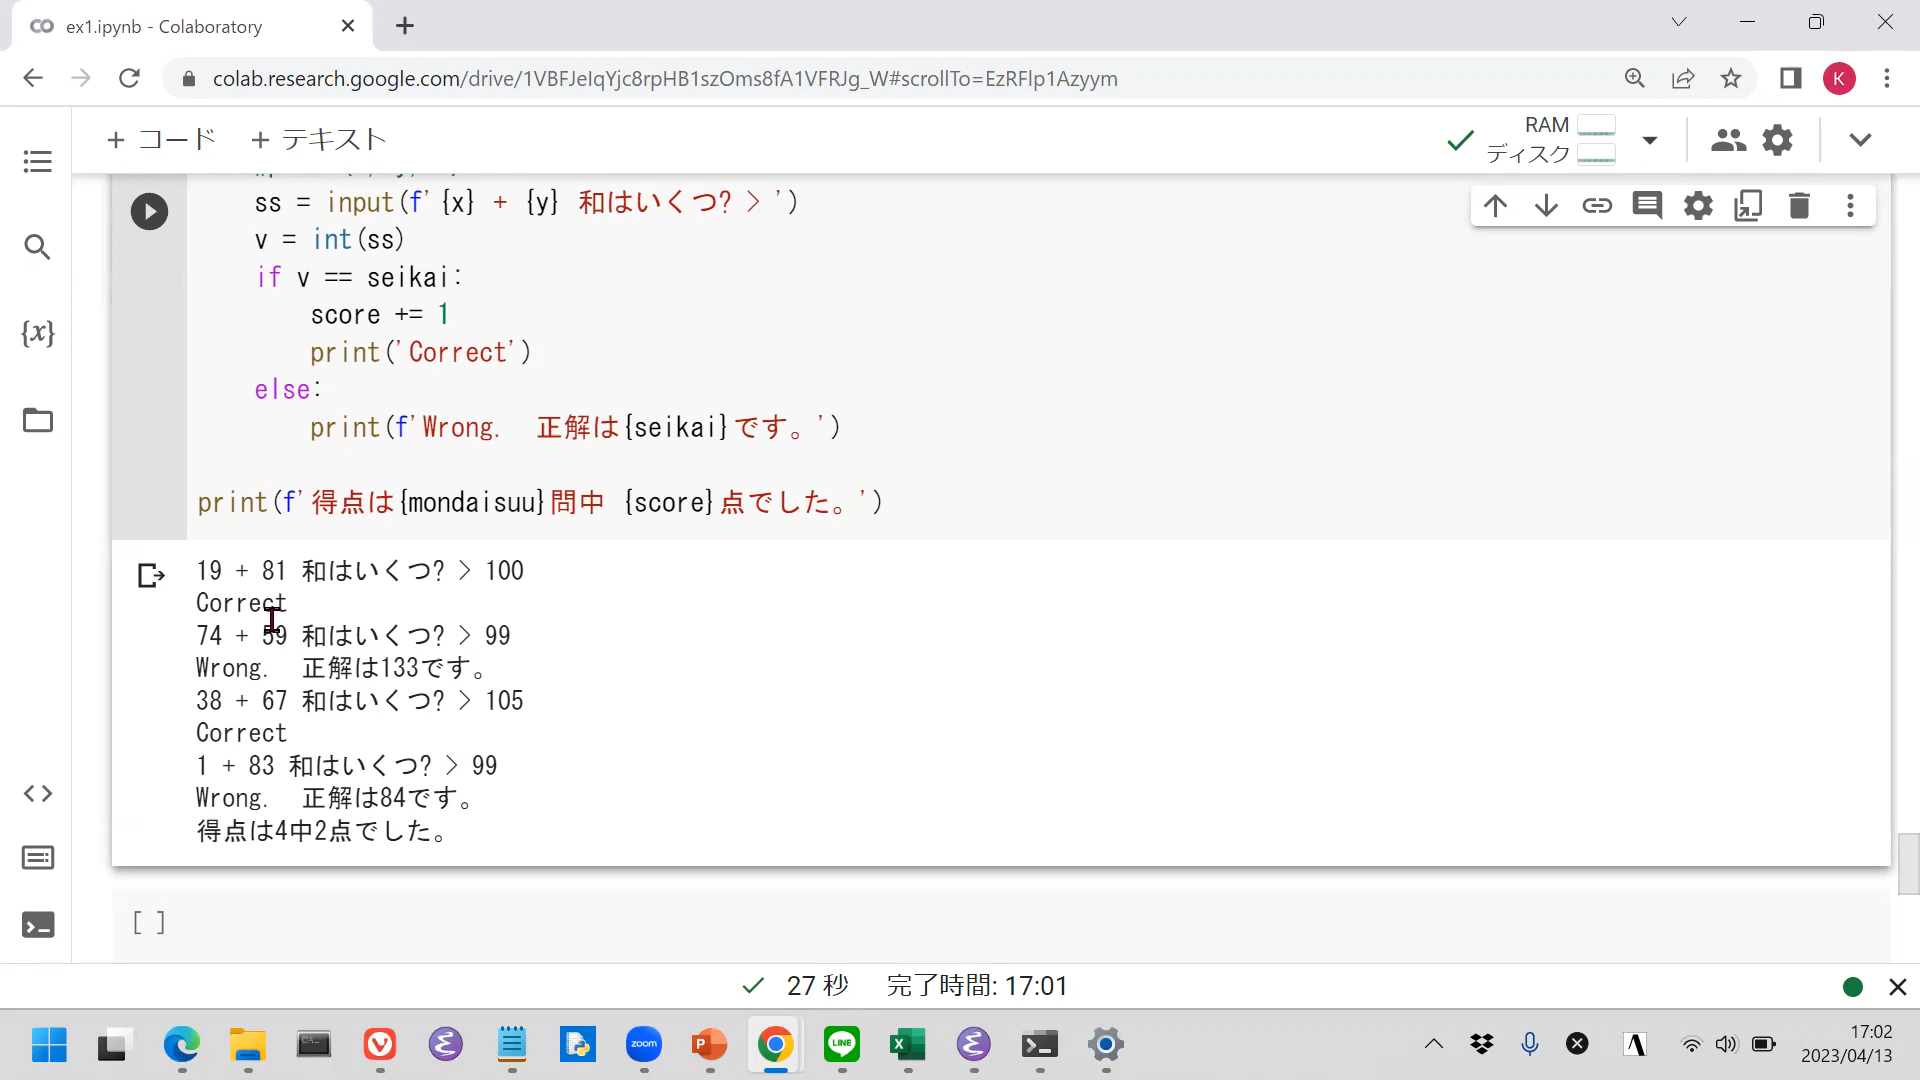 ex1.ipynb - Colaboratory
colab.research.google.com/drive/1VBFJeIqYjc8rpHB1szOms8fA1VFRJg_W#scrollTo=EzRFlp1Azyym
K
+ コード + テキスト
RAM
ディスク
ss = input(f' {x} + {y} 和はいくつ? > ')
v = int(ss)
if v == seikai:
score += 1
print('Correct')
else:
print(f'Wrong.  正解は{seikai}です。')
print(f'得点は{mondaisuu}問中 {score}点でした。')
19 + 81 和はいくつ? > 100
Correct
74 + 59 和はいくつ? > 99
Wrong.  正解は133です。
38 + 67 和はいくつ? > 105
Correct
1 + 83 和はいくつ? > 99
Wrong.  正解は84です。
得点は4中2点でした。
{x}
[ ]
27 秒 完了時間: 17:01
zoom
LINE
17:02
2023/04/13